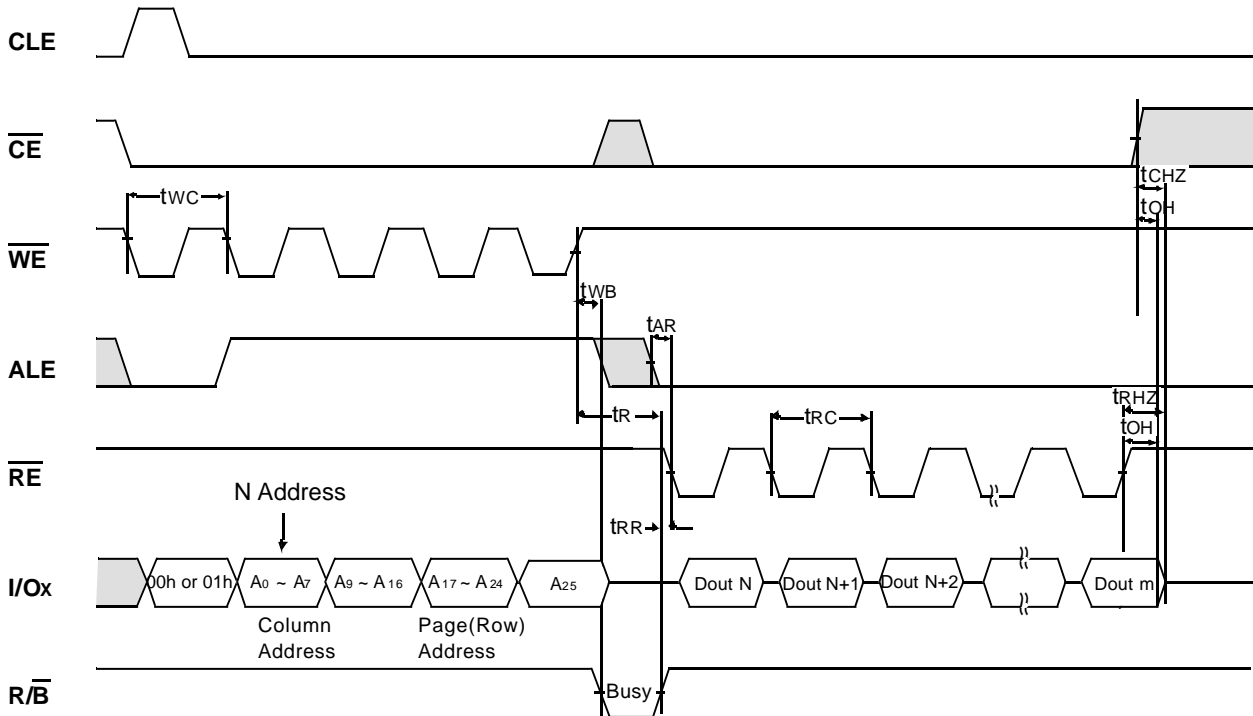 CLE
CE
tCHZ
tWC
tOH
WE
tWB
tAR
ALE
tRHZ
tR
tRC
tOH
RE
N Address
tRR
I/Ox
00h or 01h
A0 ~ A7
A9 ~ A16
A17 ~ A24
A25
Dout N
Dout N+1
Dout N+2
Dout m
Column
Address
Page(Row)
Address
R/B
Busy